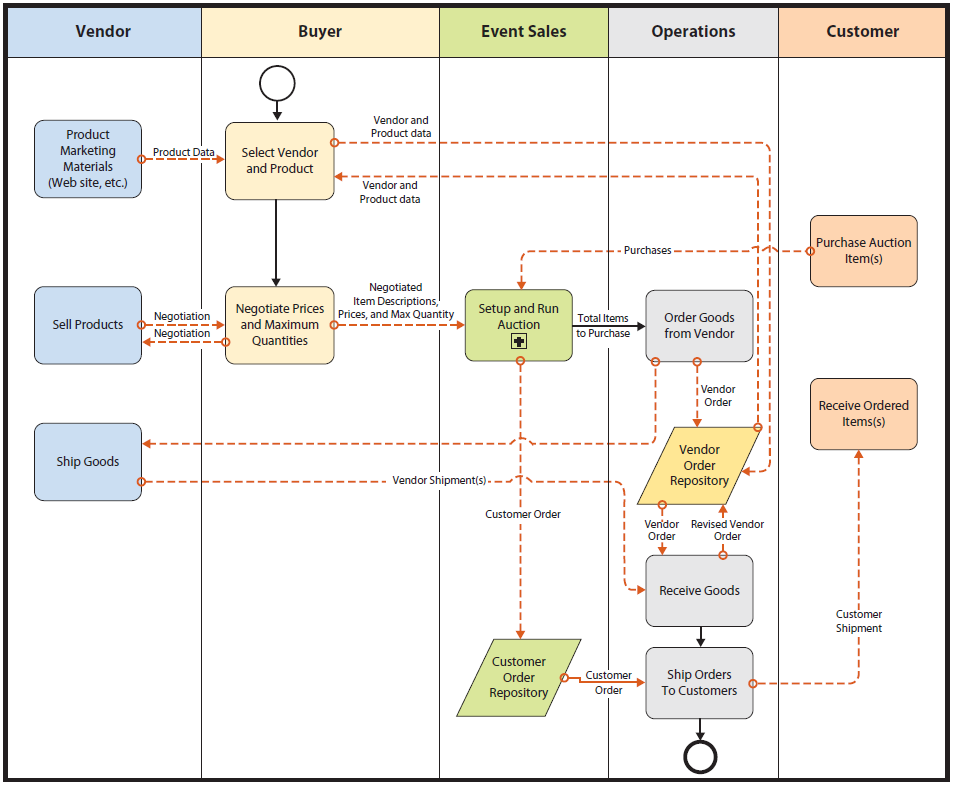 Vendor
Buyer
Event Sales
Operations
Customer
Product
Marketing
Materials
(Web site, etc.)
Product Data
Select Vendor
and Product
Vendor and
Product data
Vendor and
Product data
Purchases
Purchase Auction
Item(s)
Sell Products
Negotiation
Negotiation
Negotiate Prices
and Maximum
Quantities
Negotiated
Item Descriptions,
Prices, and Max Quantity
Setup and Run
Auction
Total Items
to Purchase
Order Goods
from Vendor
Vendor
Order
Receive Ordered
Items(s)
Ship Goods
Vendor
Order
Repository
Vendor Shipment(s)
Customer Order
Vendor
Order
Revised Vendor
Order
Receive Goods
Customer
Shipment
Customer
Order
Repository
Customer
Order
Ship Orders
To Customers